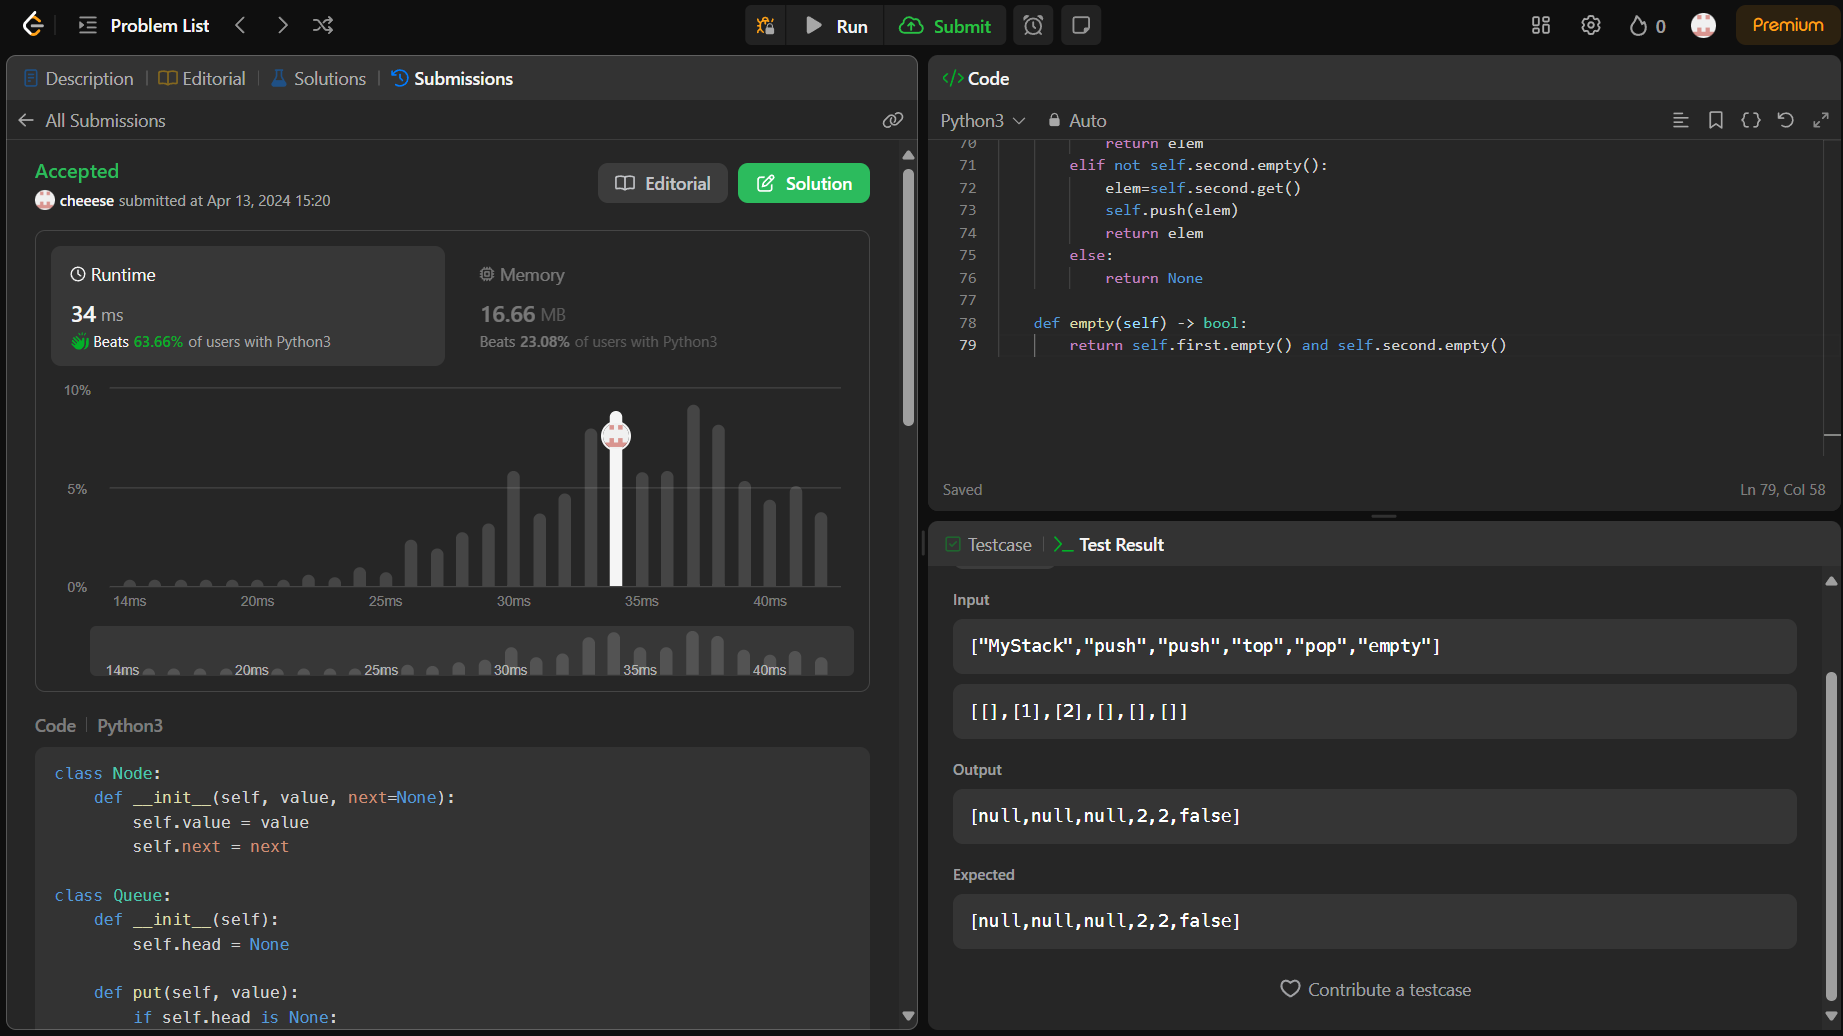 Problem List
Run
Submit
0
Premium
Description
Editorial
Solutions
Submissions
All Submissions
Accepted
cheeese submitted at Apr 13, 2024 15:20
Editorial
Solution
Runtime
34 ms
Beats 63.66% of users with Python3
Memory
16.66 MB
Beats 23.08% of users with Python3
10%
5%
0%
14ms 20ms 25ms 30ms 35ms 40ms
14ms 20ms 25ms 30ms 35ms 40ms
Code Python3
class Node:
    def __init__(self, value, next=None):
        self.value = value
        self.next = next

class Queue:
    def __init__(self):
        self.head = None

    def put(self, value):
        if self.head is None:
</> Code
Python3
Auto
70 return elem
71 elif not self.second.empty():
72 elem=self.second.get()
73 self.push(elem)
74 return elem
75 else:
76 return None
77
78 def empty(self) -> bool:
79 return self.first.empty() and self.second.empty()
Saved
Ln 79, Col 58
Testcase
>_ Test Result
Input
["MyStack","push","push","top","pop","empty"]
[[],[1],[2],[],[],[]]
Output
[null,null,null,2,2,false]
Expected
[null,null,null,2,2,false]
Contribute a testcase